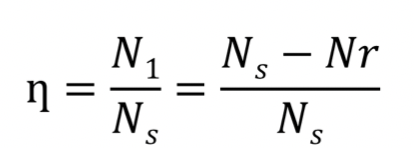 η = N₁/Nₛ = (Nₛ − Nr)/Nₛ